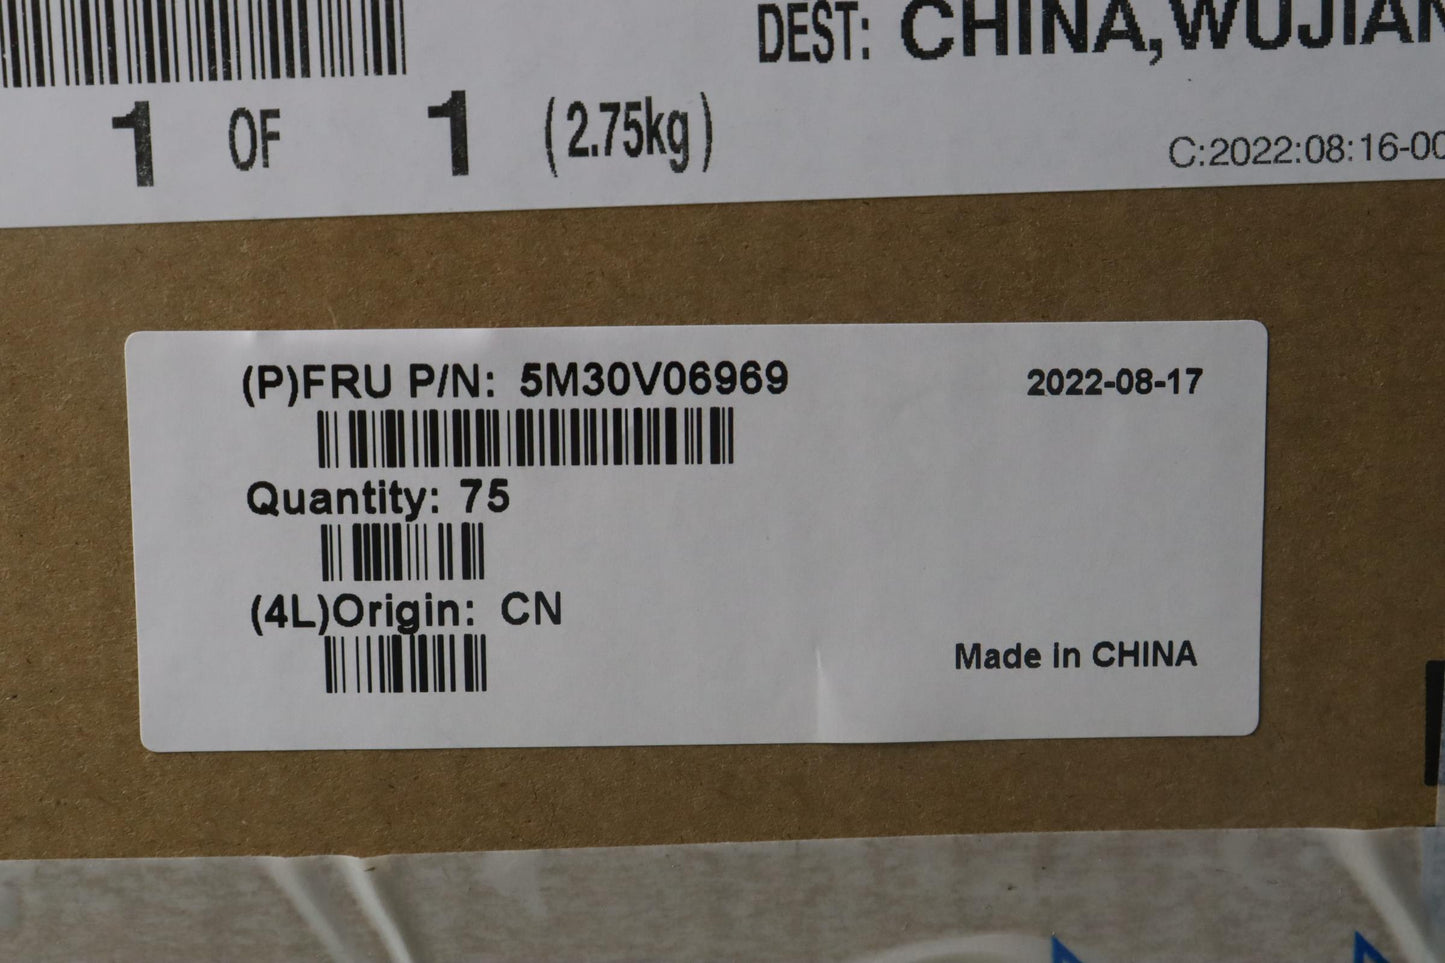 DEST: CHINA,WUJIAN
1 OF 1 (2.75kg)
C:2022:08:16-00
(P)FRU P/N: 5M30V06969
2022-08-17
Quantity: 75
(4L)Origin: CN
Made in CHINA